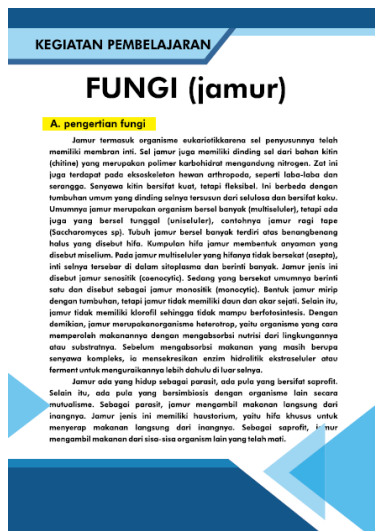 KEGIATAN PEMBELAJARAN
FUNGI (jamur)
A. pengertian fungi
Jamur termasuk organisme eukariotikkarena sel penyusunnya telah
memiliki membran inti. Sel jamur juga memiliki dinding sel dari bahan kitin
(chitine) yang merupakan polimer karbohidrat mengandung nitrogen. Zat ini
juga terdapat pada eksoskeleton hewan arthropoda, seperti laba-laba dan
serangga. Senyawa kitin bersifat kuat, tetapi fleksibel. Ini berbeda dengan
tumbuhan umum yang dinding selnya tersusun dari selulosa dan bersifat kaku.
Umumnya jamur merupakan organism bersel banyak (multiseluler), tetapi ada
juga yang bersel tunggal (uniseluler), contohnya jamur ragi tape
(Saccharomyces sp). Tubuh jamur bersel banyak terdiri atas benangbenang
halus yang disebut hifa. Kumpulan hifa jamur membentuk anyaman yang
disebut miselium. Pada jamur multiseluler yang hifanya tidak bersekat (asepta),
inti selnya tersebar di dalam sitoplasma dan berinti banyak. Jamur jenis ini
disebut jamur senositik (coenocytic). Sedang yang bersekat umumnya berinti
satu dan disebut sebagai jamur monositik (monocytic). Bentuk jamur mirip
dengan tumbuhan, tetapi jamur tidak memiliki daun dan akar sejati. Selain itu,
jamur tidak memiliki klorofil sehingga tidak mampu berfotosintesis. Dengan
demikian, jamur merupakanorganisme heterotrop, yaitu organisme yang cara
memperoleh makanannya dengan mengabsorbsi nutrisi dari lingkungannya
atau substratnya. Sebelum mengabsorbsi makanan yang masih berupa
senyawa kompleks, ia mensekresikan enzim hidrolitik ekstraseluler atau
ferment untuk menguraikannya lebih dahulu di luar selnya.
Jamur ada yang hidup sebagai parasit, ada pula yang bersifat saprofit.
Selain itu, ada pula yang bersimbiosis dengan organisme lain secara
mutualisme. Sebagai parasit, jamur mengambil makanan langsung dari
inangnya. Jamur jenis ini memiliki haustorium, yaitu hifa khusus untuk
menyerap makanan langsung dari inangnya. Sebagai saprofit, jamur
mengambil makanan dari sisa-sisa organism lain yang telah mati.